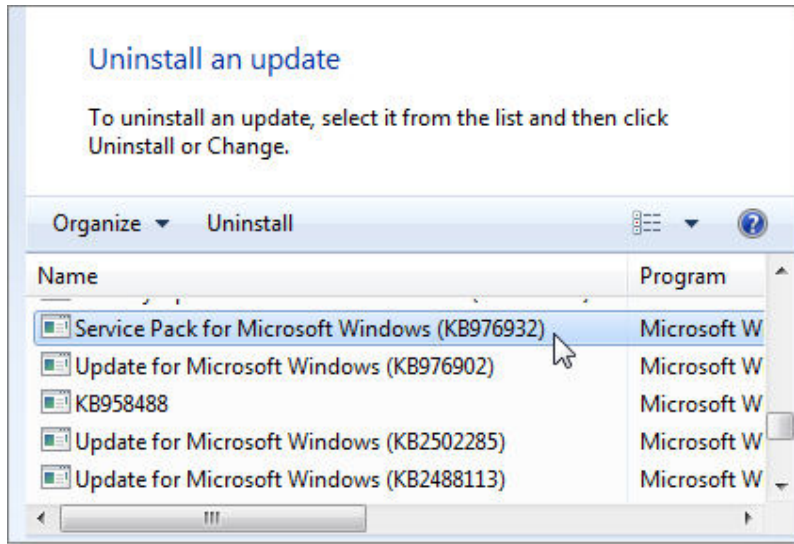 Uninstall an update
To uninstall an update, select it from the list and then click
Uninstall or Change.
Organize Uninstall
Name Program
Service Pack for Microsoft Windows (KB976932) Microsoft W
Update for Microsoft Windows (KB976902) Microsoft W
KB958488 Microsoft W
Update for Microsoft Windows (KB2502285) Microsoft W
Update for Microsoft Windows (KB2488113) Microsoft W